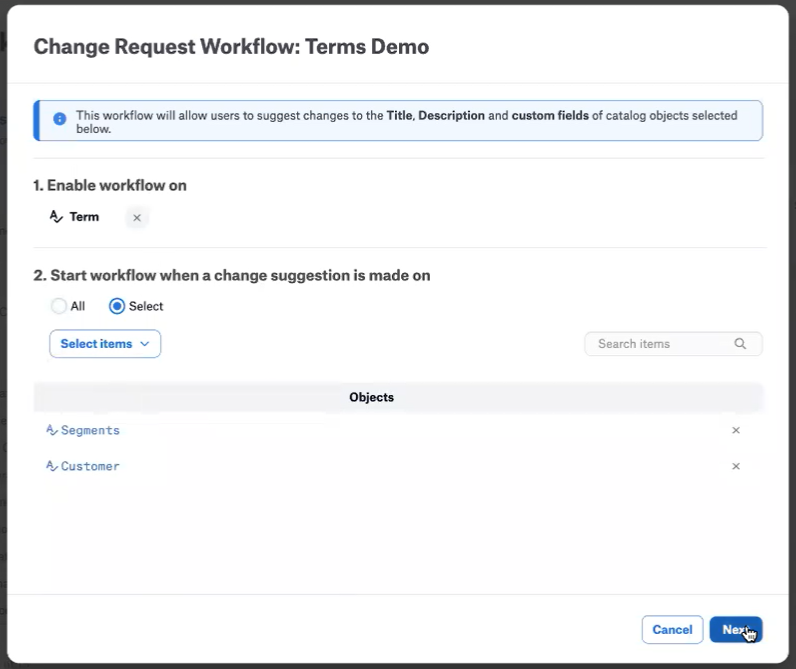 Change Request Workflow: Terms Demo
This workflow will allow users to suggest changes to the Title, Description and custom fields of catalog objects selected
below.
1. Enable workflow on
Term
2. Start workflow when a change suggestion is made on
All Select
Select items Search items
Objects
Segments
Customer
Cancel Next